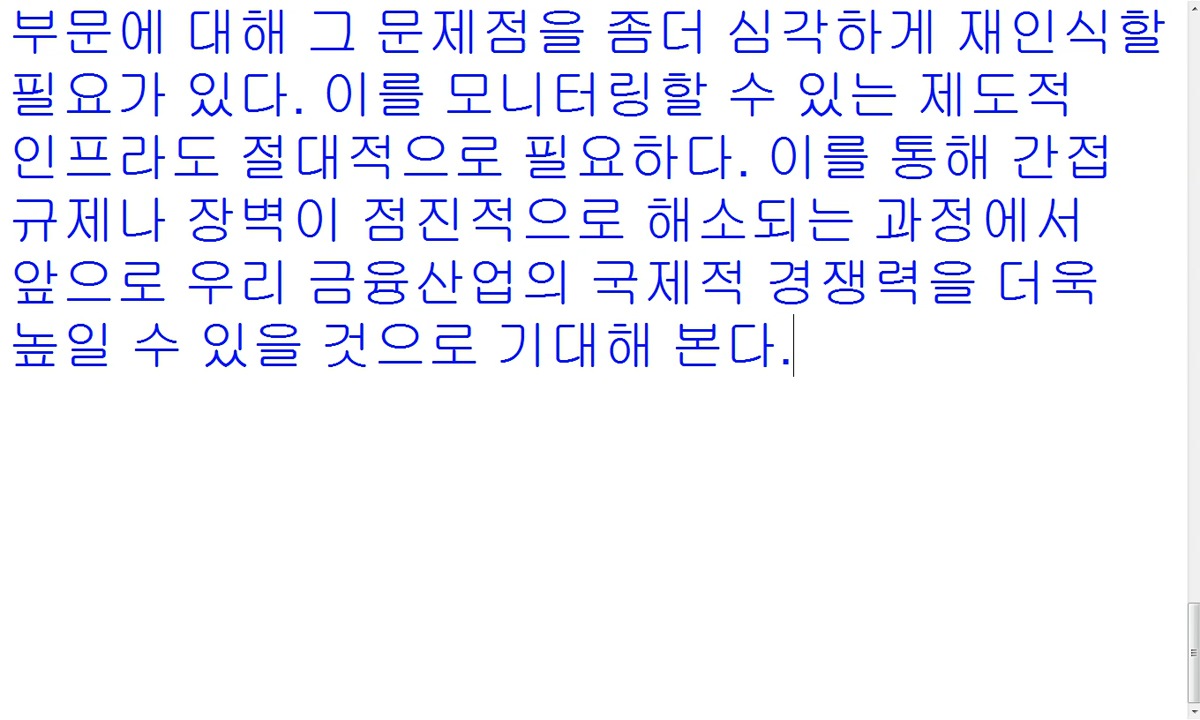 부문에 대해 그 문제점을 좀더 심각하게 재인식할
필요가 있다. 이를 모니터링할 수 있는 제도적
인프라도 절대적으로 필요하다. 이를 통해 간접
규제나 장벽이 점진적으로 해소되는 과정에서
앞으로 우리 금융산업의 국제적 경쟁력을 더욱
높일 수 있을 것으로 기대해 본다.